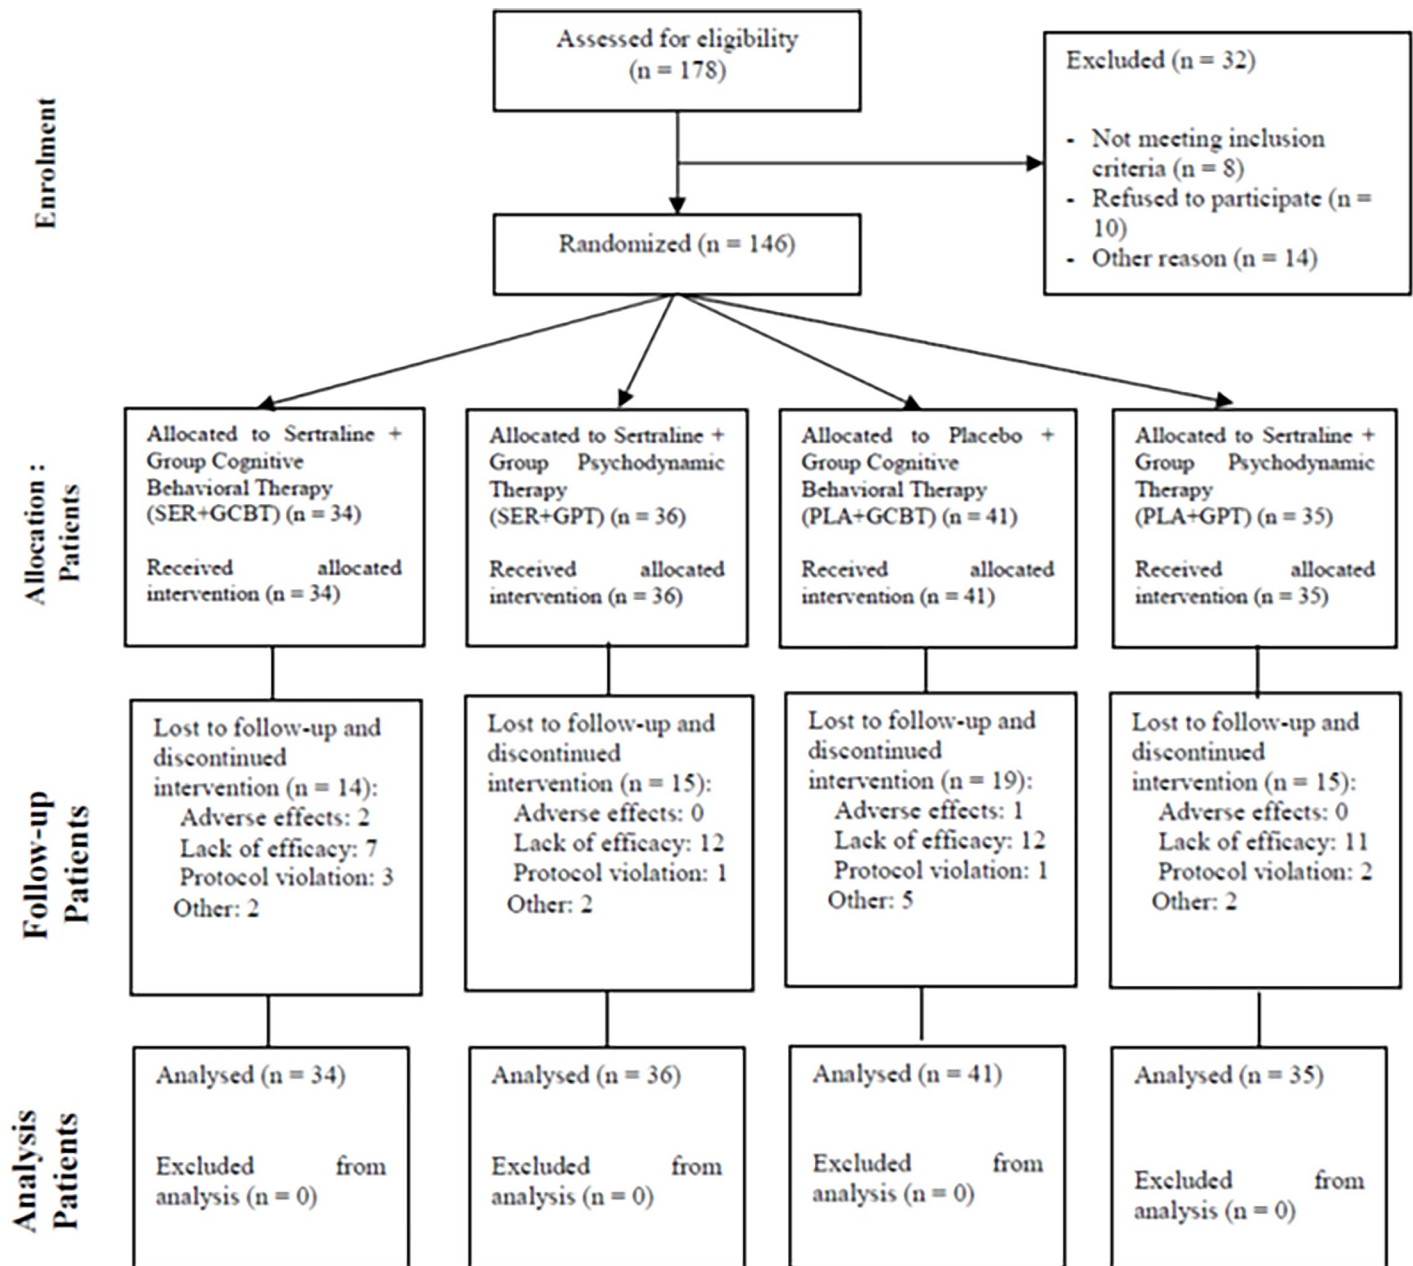 Assessed for eligibility
(n = 178)
Excluded (n = 32)
- Not meeting inclusion
criteria (n = 8)
- Refused to participate (n =
10)
- Other reason (n = 14)
Enrolment
Randomized (n = 146)
Allocation :
Patients
Allocated to Sertraline +
Group Cognitive
Behavioral Therapy
(SER+GCBT) (n = 34)
Received allocated
intervention (n = 34)
Allocated to Sertraline +
Group Psychodynamic
Therapy
(SER+GPT) (n = 36)
Received allocated
intervention (n = 36)
Allocated to Placebo +
Group Cognitive
Behavioral Therapy
(PLA+GCBT) (n = 41)
Received allocated
intervention (n = 41)
Allocated to Sertraline +
Group Psychodynamic
Therapy
(PLA+GPT) (n = 35)
Received allocated
intervention (n = 35)
Follow-up
Patients
Lost to follow-up and
discontinued
intervention (n = 14):
Adverse effects: 2
Lack of efficacy: 7
Protocol violation: 3
Other: 2
Lost to follow-up and
discontinued
intervention (n = 15):
Adverse effects: 0
Lack of efficacy: 12
Protocol violation: 1
Other: 2
Lost to follow-up and
discontinued
intervention (n = 19):
Adverse effects: 1
Lack of efficacy: 12
Protocol violation: 1
Other: 5
Lost to follow-up and
discontinued
intervention (n = 15):
Adverse effects: 0
Lack of efficacy: 11
Protocol violation: 2
Other: 2
Analysis
Patients
Analysed (n = 34)
Excluded from
analysis (n = 0)
Analysed (n = 36)
Excluded from
analysis (n = 0)
Analysed (n = 41)
Excluded from
analysis (n = 0)
Analysed (n = 35)
Excluded from
analysis (n = 0)